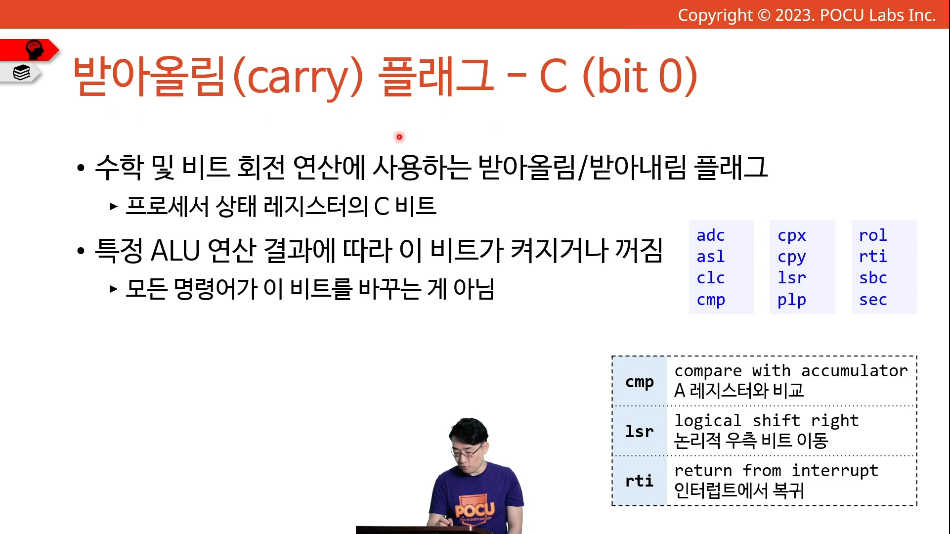 Copyright © 2023. POCU Labs Inc.
받아올림(carry) 플래그 – C (bit 0)
• 수학 및 비트 회전 연산에 사용하는 받아올림/받아내림 플래그
▸ 프로세서 상태 레지스터의 C 비트
• 특정 ALU 연산 결과에 따라 이 비트가 켜지거나 꺼짐
▸ 모든 명령어가 이 비트를 바꾸는 게 아님
adc cpx rol
asl cpy rti
clc lsr sbc
cmp plp sec
cmp compare with accumulator
A 레지스터와 비교
lsr logical shift right
논리적 우측 비트 이동
rti return from interrupt
인터럽트에서 복귀
POCU